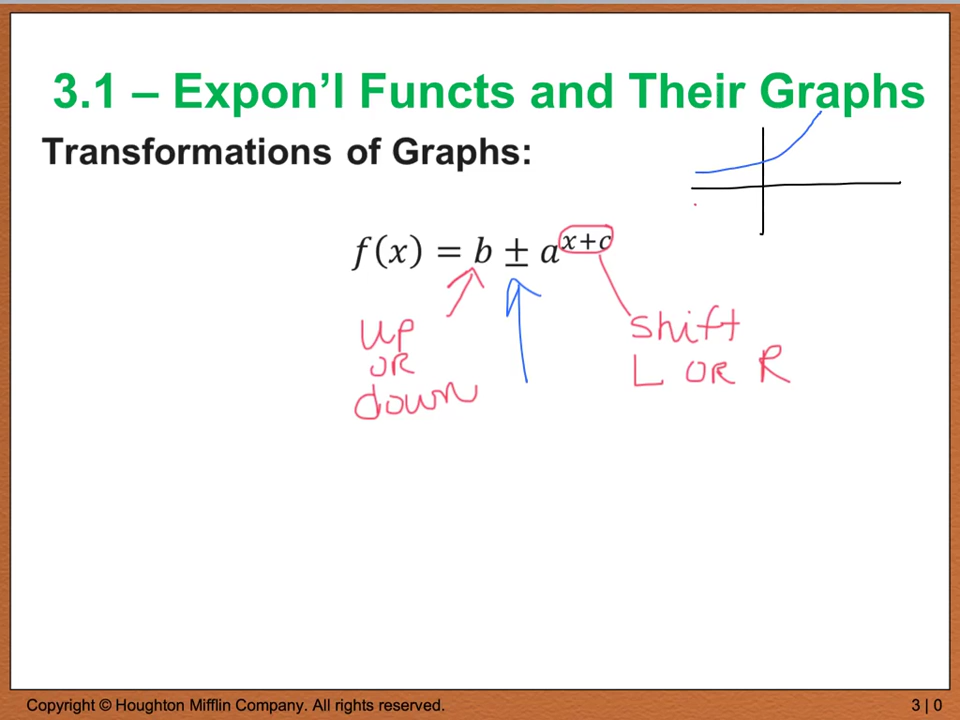 3.1 – Expon’l Functs and Their Graphs
Transformations of Graphs:
f(x) = b ± a^{x+c}
up
OR
down
shift
L OR R
Copyright © Houghton Mifflin Company. All rights reserved.
3 | 0